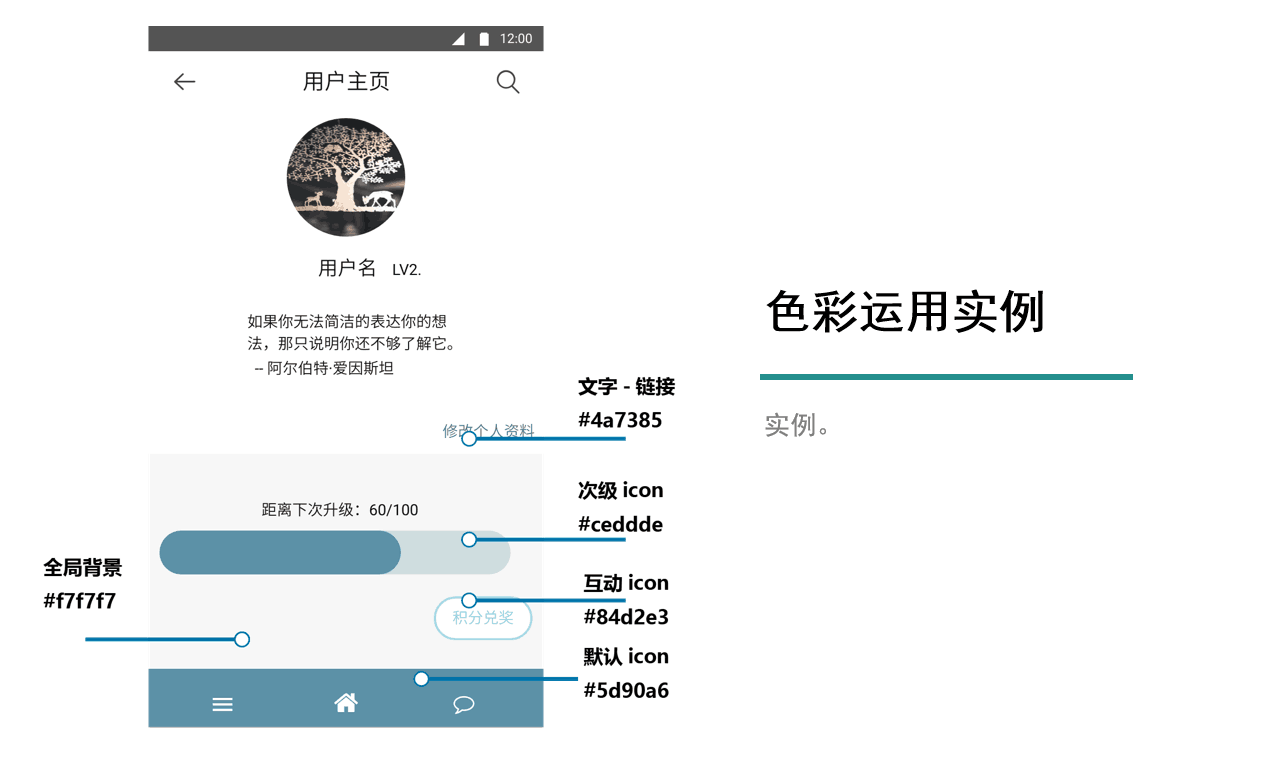 12:00
用户主页
用户名 LV2.
如果你无法简洁的表达你的想
法，那只说明你还不够了解它。
-- 阿尔伯特·爱因斯坦
修改个人资料
距离下次升级：60/100
积分兑奖
文字 - 链接
#4a7385
次级 icon
#ceddde
互动 icon
#84d2e3
默认 icon
#5d90a6
全局背景
#f7f7f7
色彩运用实例
实例。